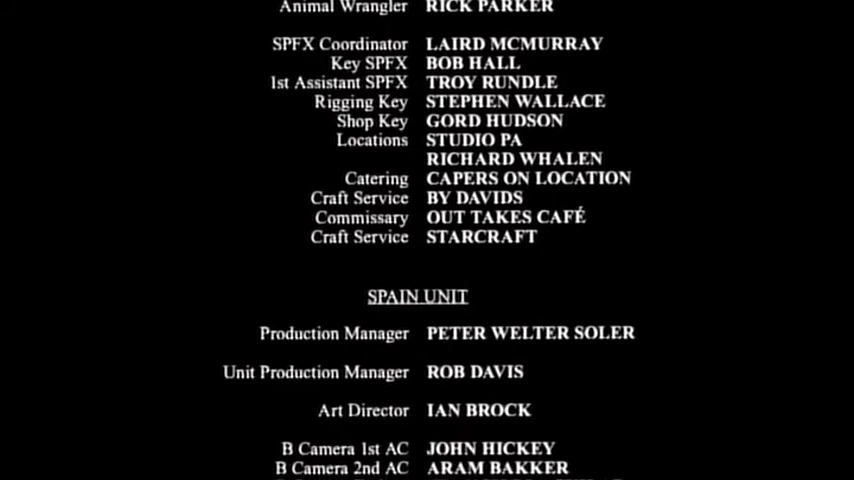 Animal Wrangler RICK PARKER
SPFX Coordinator LAIRD MCMURRAY
Key SPFX BOB HALL
1st Assistant SPFX TROY RUNDLE
Rigging Key STEPHEN WALLACE
Shop Key GORD HUDSON
Locations STUDIO PA
RICHARD WHALEN
Catering CAPERS ON LOCATION
Craft Service BY DAVIDS
Commissary OUT TAKES CAFÉ
Craft Service STARCRAFT
SPAIN UNIT
Production Manager PETER WELTER SOLER
Unit Production Manager ROB DAVIS
Art Director IAN BROCK
B Camera 1st AC JOHN HICKEY
B Camera 2nd AC ARAM BAKKER